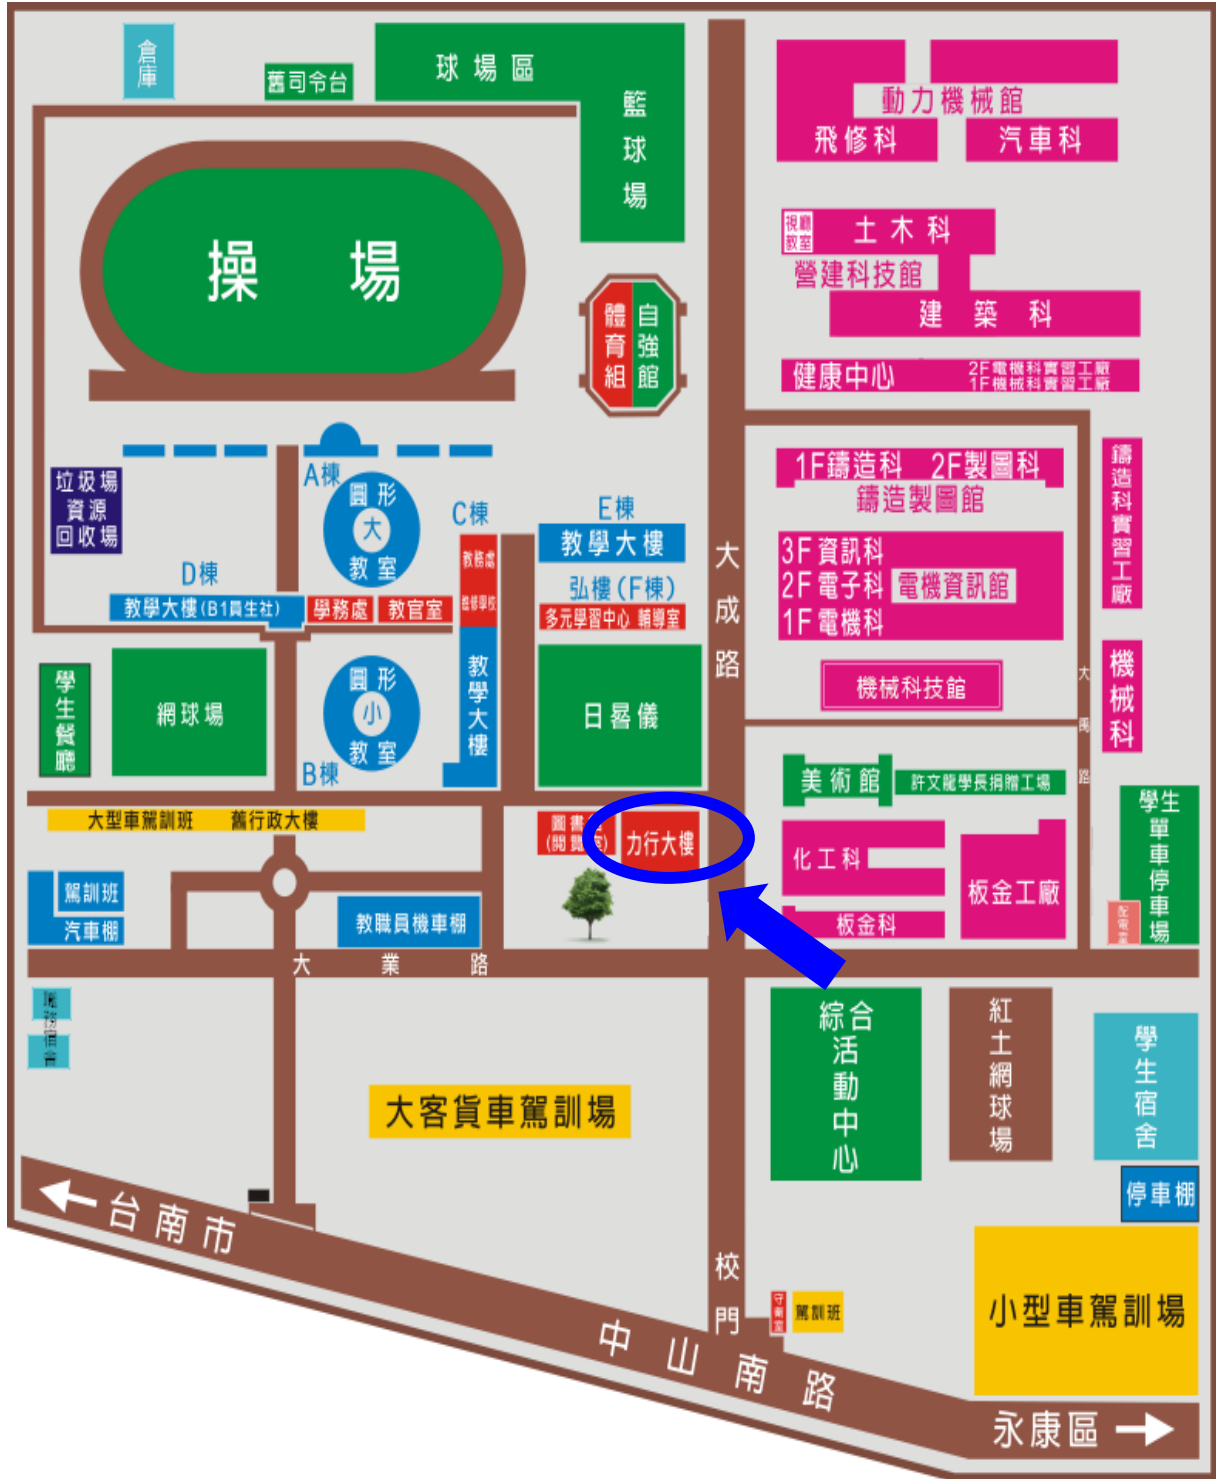 倉庫
舊司令台
球場區
籃球場
動力機械館
飛修科
汽車科
操場
視聽教室
土木科
營建科技館
建築科
體育組
自強館
健康中心
2F電機科實習工廠
1F機械科實習工廠
垃圾場
資源
回收場
A棟
圓形
大
教室
C棟
教務處
進修學校
教學大樓
E棟
教學大樓
弘樓(F棟)
多元學習中心 輔導室
D棟
教學大樓(B1員生社)
學務處
教官室
大成路
1F鑄造科 2F製圖科
鑄造製圖館
鑄造科實習工廠
3F資訊科
2F電子科
1F電機科
電機資訊館
機械科技館
機械科
大禹路
學生餐廳
網球場
圓形
小
教室
B棟
日晷儀
美術館
許文龍學長捐贈工場
大型車駕訓班 舊行政大樓
圖書
(閱覽室)
力行大樓
化工科
板金工廠
板金科
學生
單車停車場
配電室
駕訓班
汽車棚
教職員機車棚
大業路
職務宿舍
綜合
活動中心
紅土網球場
學生宿舍
大客貨車駕訓場
停車棚
小型車駕訓場
校門
守衛室
駕訓班
台南市
中山南路
永康區